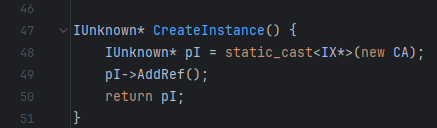 46
47 IUnknown* CreateInstance() {
48 IUnknown* pI = static_cast<IX*>(new CA);
49 pI->AddRef();
50 return pI;
51 }